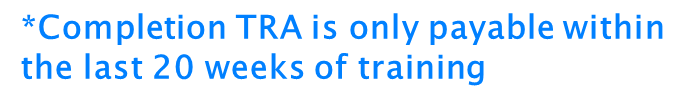 *Completion TRA is only payable within
the last 20 weeks of training